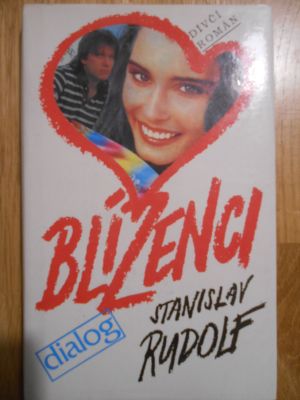 DÍVČÍ
ROMÁN
BLÍŽENCI
STANISLAV
RUDOLF
dialog